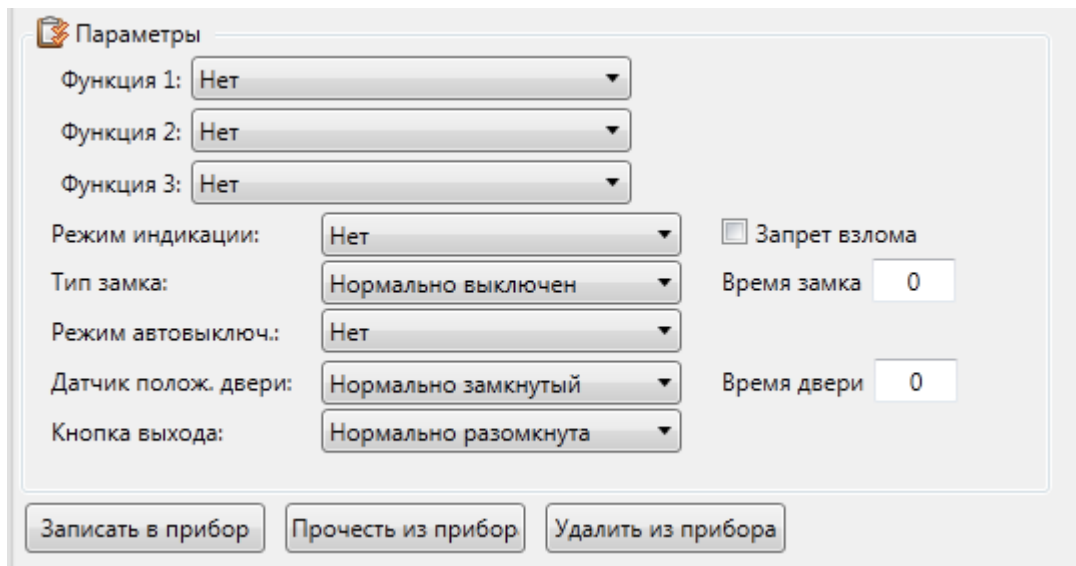 Параметры
Функция 1: Нет
Функция 2: Нет
Функция 3: Нет
Режим индикации: Нет Запрет взлома
Тип замка: Нормально выключен Время замка 0
Режим автовыключ.: Нет
Датчик полож. двери: Нормально замкнутый Время двери 0
Кнопка выхода: Нормально разомкнута
Записать в прибор Прочесть из прибор Удалить из прибора